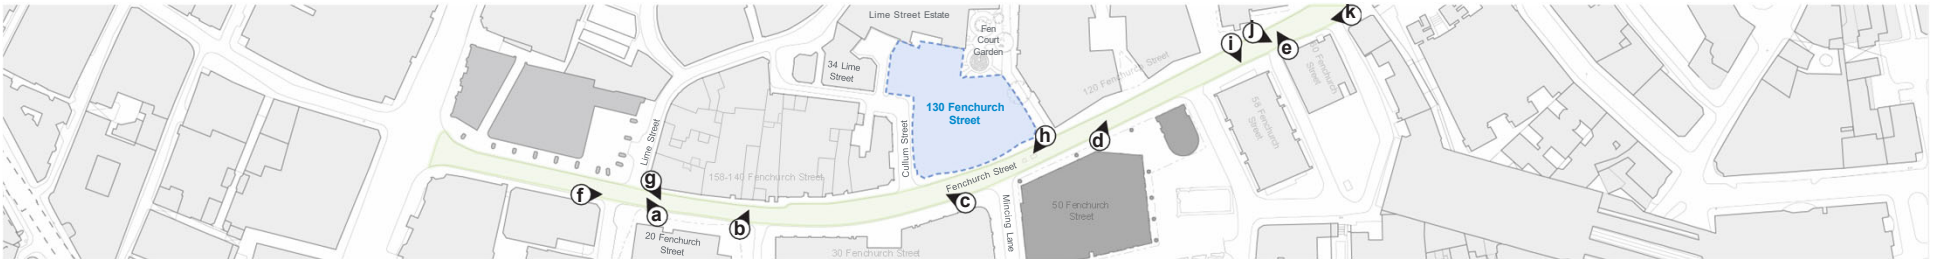 Lime Street Estate
Fen
Court
Garden
34 Lime
Street
130 Fenchurch
Street
120 Fenchurch Street
Lime Street
Cullum Street
158-140 Fenchurch Street
Fenchurch Street
Mincing Lane
50 Fenchurch
Street
58 Fenchurch
Street
60 Fenchurch
Street
20 Fenchurch
Street
30 Fenchurch Street
f
g
a
b
c
h
d
i
j
e
k